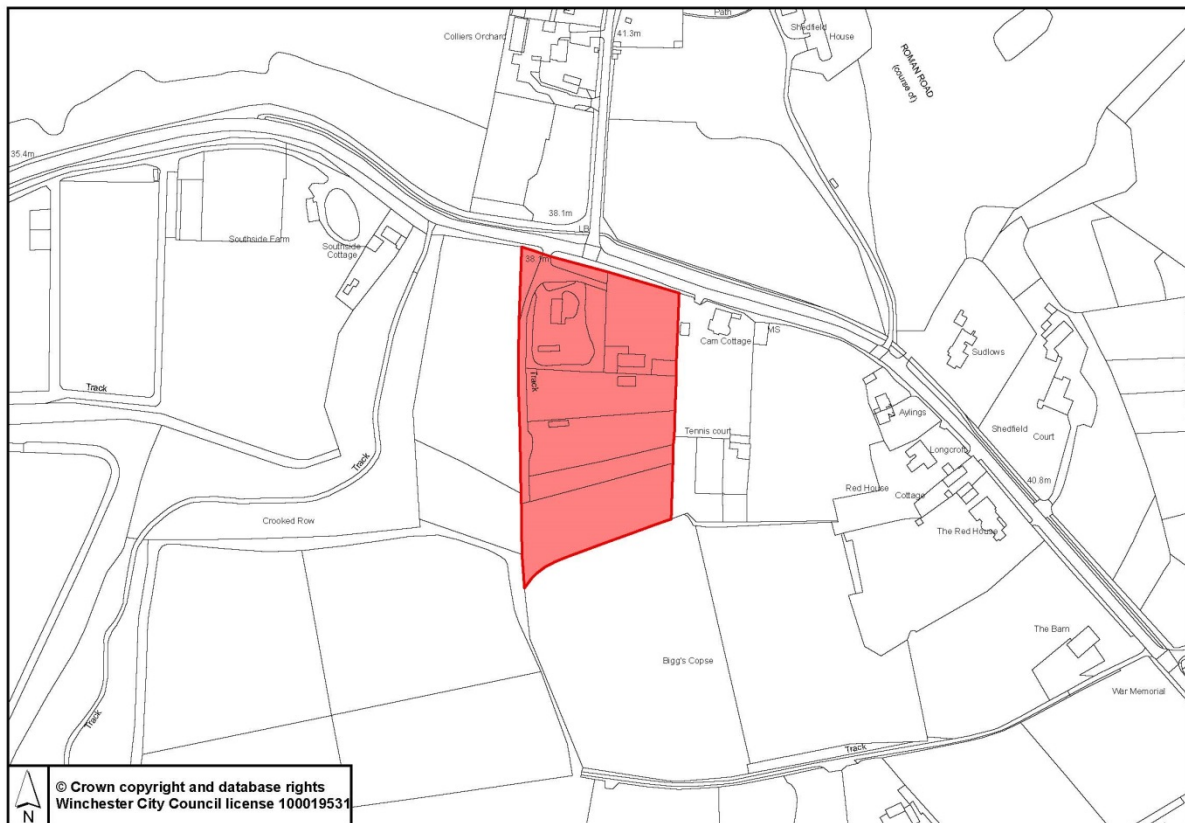 Path
Shedfield
House
41.3m
Colliers Orchard
ROMAN ROAD
(course of)
35.4m
38.1m
LB
Southside Farm
Southside
Cottage
38.1m
MS
Cam Cottage
Sudlows
Track
Track
Aylings
Shedfield
Court
Tennis court
Longcroft
Track
40.8m
Red House
Cottage
Crooked Row
The Red House
The Barn
Bigg's Copse
War Memorial
Track
Track
© Crown copyright and database rights
Winchester City Council license 100019531
N